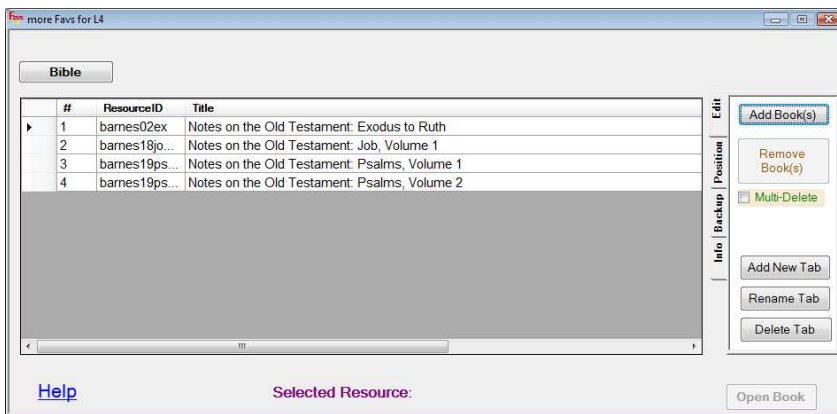 Favs more Favs for L4
Bible
# ResourceID Title
1 barnes02ex Notes on the Old Testament: Exodus to Ruth
2 barnes18jo... Notes on the Old Testament: Job, Volume 1
3 barnes19ps... Notes on the Old Testament: Psalms, Volume 1
4 barnes19ps... Notes on the Old Testament: Psalms, Volume 2
Edit
Position
Backup
Info
Add Book(s)
Remove
Book(s)
Multi-Delete
Add New Tab
Rename Tab
Delete Tab
Help
Selected Resource:
Open Book